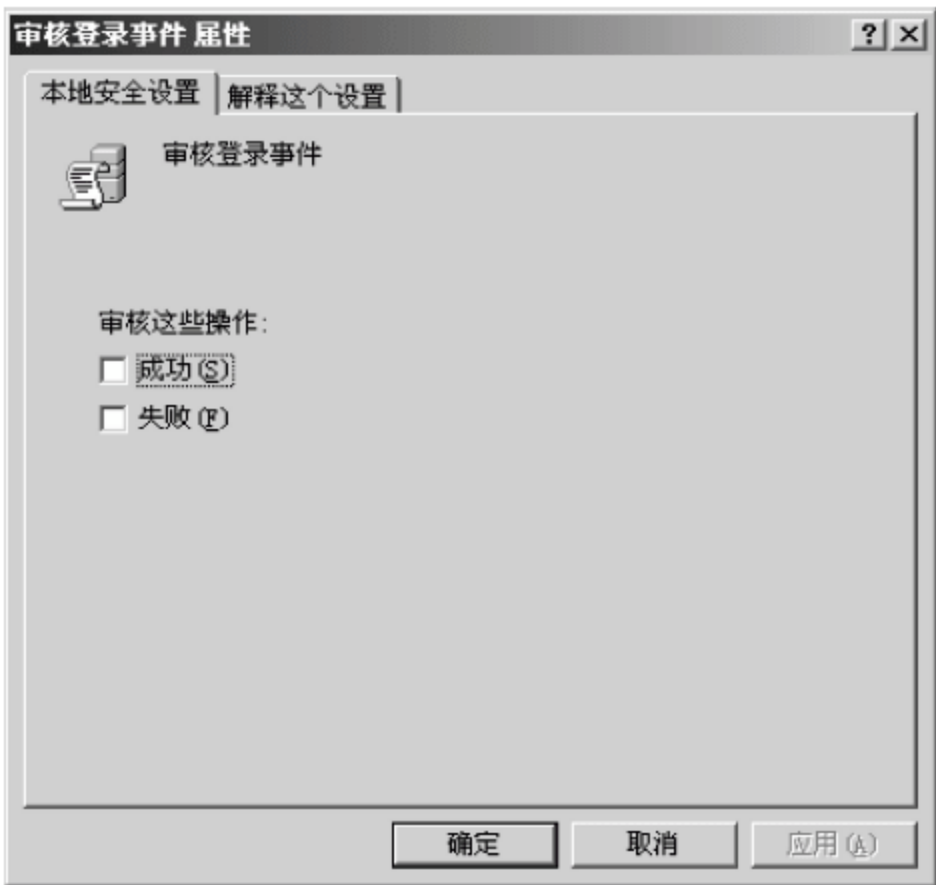 审核登录事件 属性
本地安全设置 解释这个设置
审核登录事件
审核这些操作:
成功(S)
失败(F)
确定 取消 应用(A)